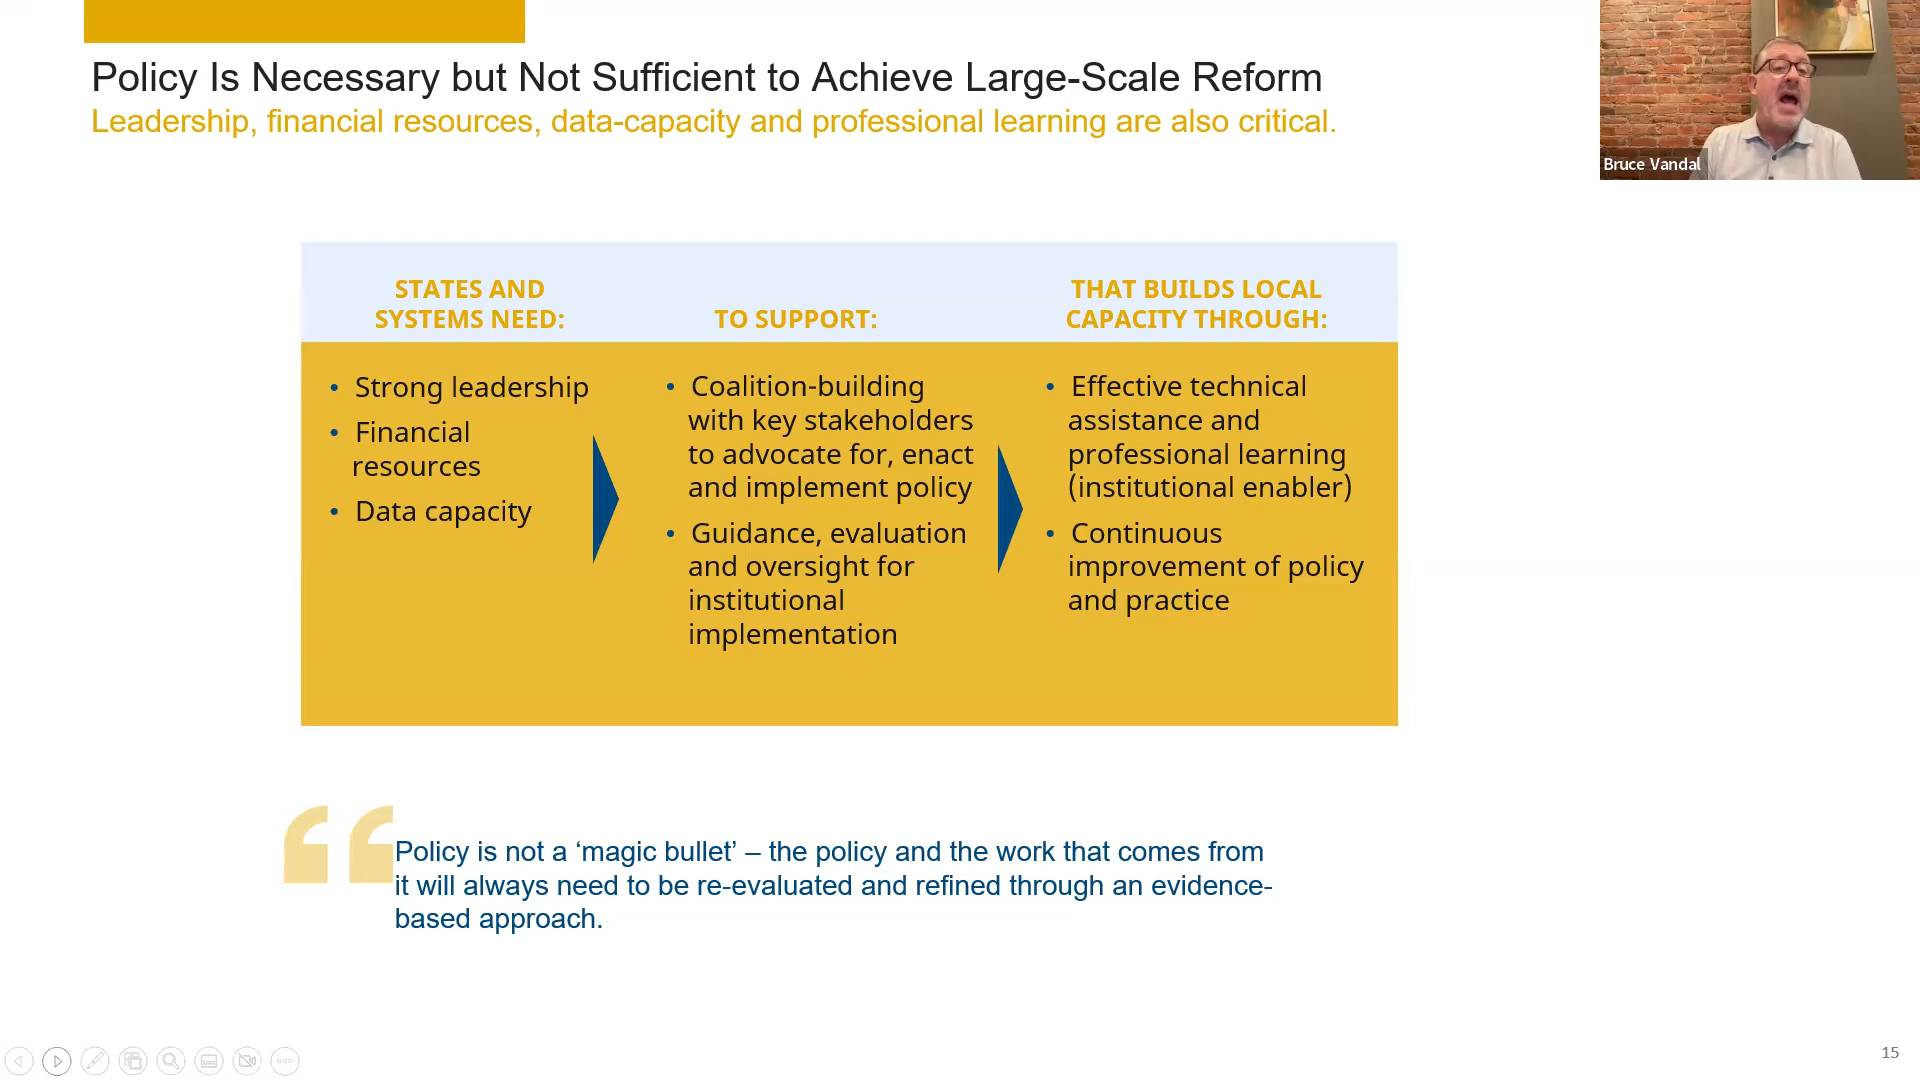 Policy Is Necessary but Not Sufficient to Achieve Large-Scale Reform
Leadership, financial resources, data-capacity and professional learning are also critical.
Bruce Vandal
STATES AND
SYSTEMS NEED:
• Strong leadership
• Financial
resources
• Data capacity
TO SUPPORT:
• Coalition-building
with key stakeholders
to advocate for, enact
and implement policy
• Guidance, evaluation
and oversight for
institutional
implementation
THAT BUILDS LOCAL
CAPACITY THROUGH:
• Effective technical
assistance and
professional learning
(institutional enabler)
• Continuous
improvement of policy
and practice
“
Policy is not a ‘magic bullet’ – the policy and the work that comes from
it will always need to be re-evaluated and refined through an evidence-
based approach.
15